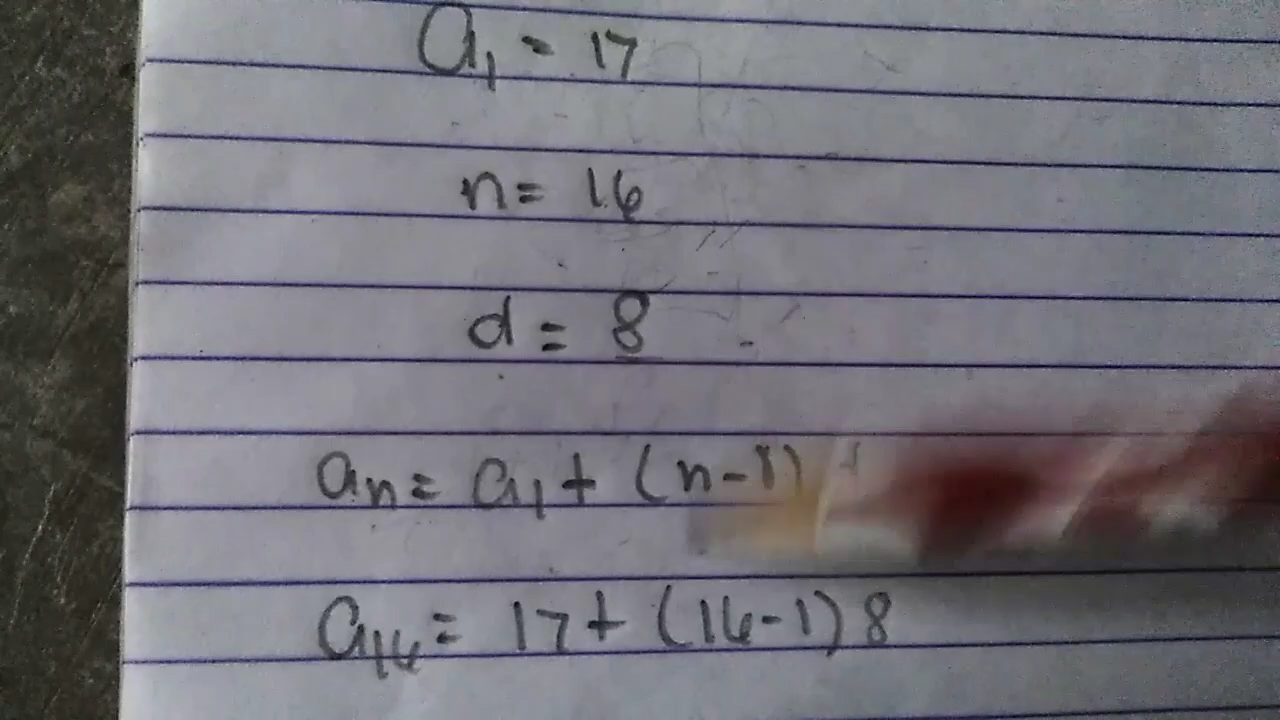 a₁ = 17
n = 16
d = 8
aₙ = a₁ + (n-1)
a₁₆ = 17 + (16-1) 8